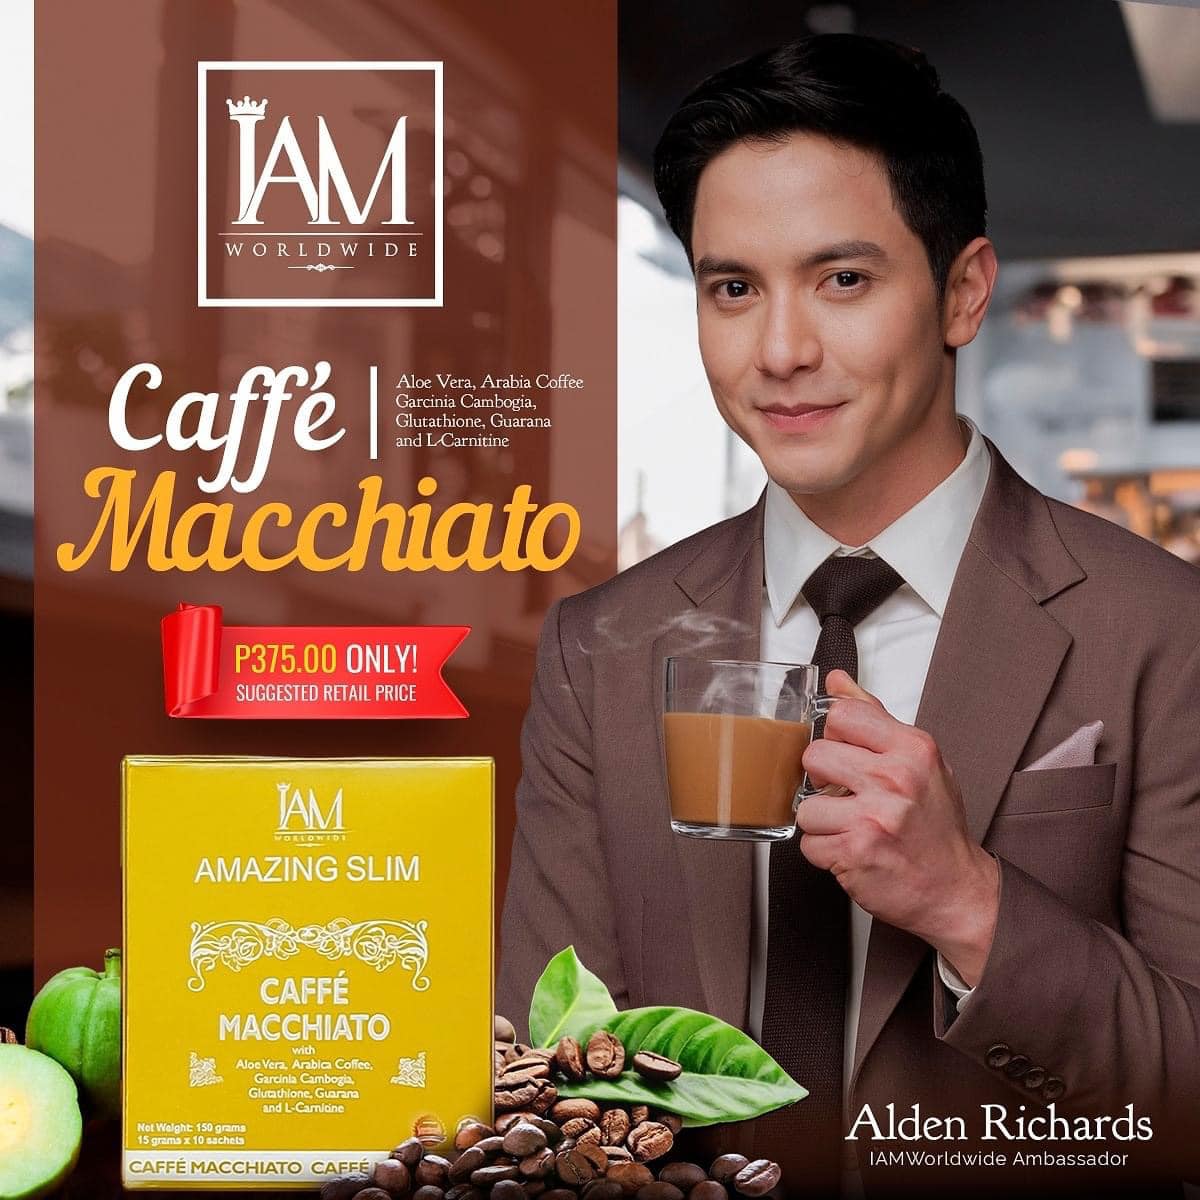 IAM
WORLDWIDE
Caffé
Macchiato
Aloe Vera, Arabia Coffee
Garcinia Cambogia,
Glutathione, Guarana
and L-Carnitine
P375.00 ONLY!
SUGGESTED RETAIL PRICE
IAM
WORLDWIDE
AMAZING SLIM
CAFFÉ
MACCHIATO
with
Aloe Vera, Arabica Coffee,
Garcinia Cambogia,
Glutathione, Guarana
and L-Carnitine
Net Weight: 150 grams
15 grams x 10 sachets
CAFFÉ MACCHIATO CAFFÉ
Alden Richards
IAMWorldwide Ambassador